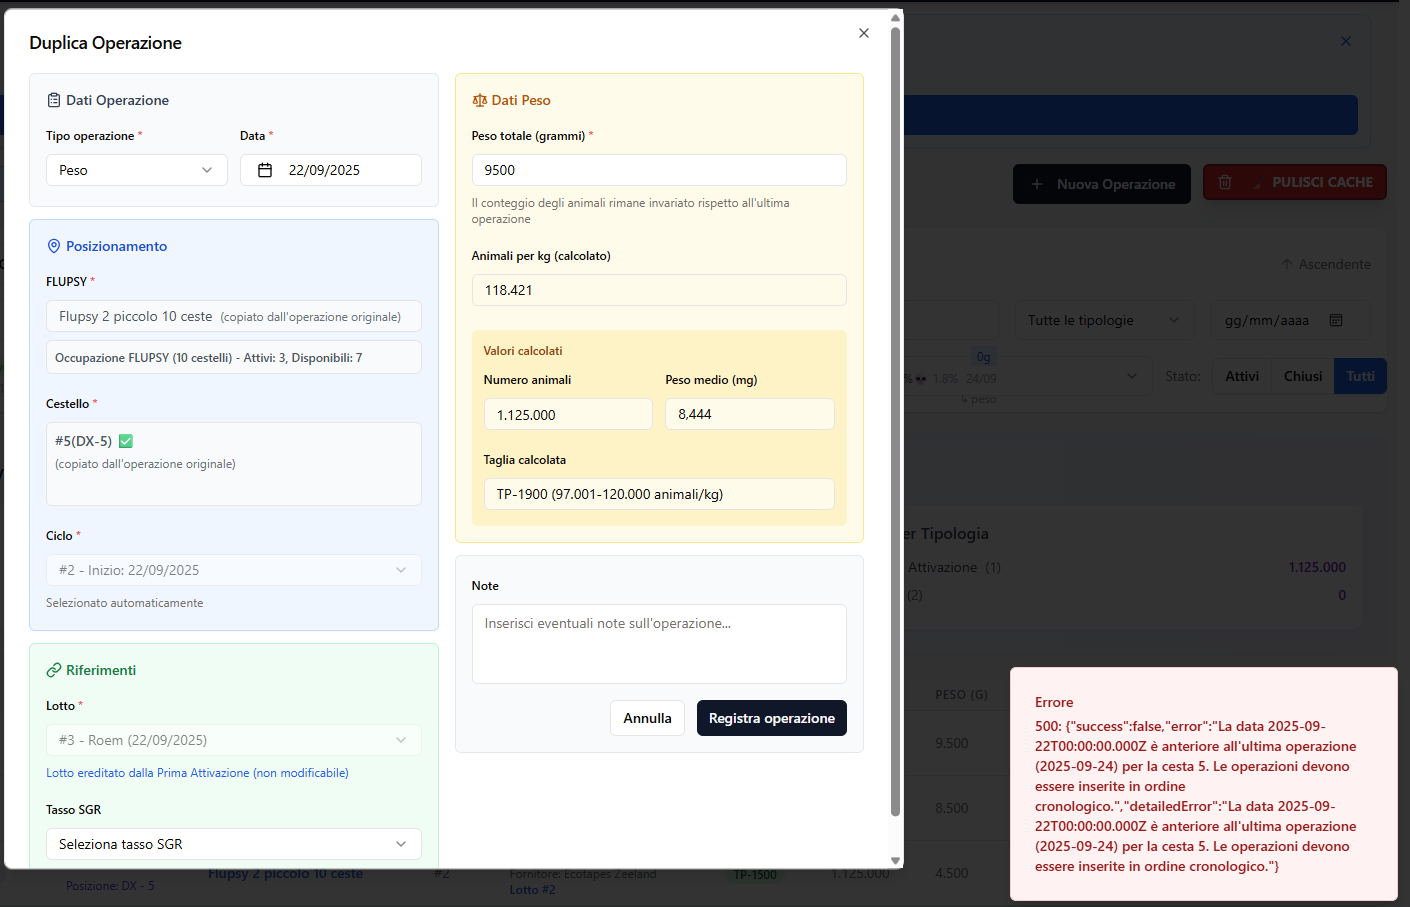 Duplica Operazione
Dati Operazione
Tipo operazione *
Data *
Peso
22/09/2025
Posizionamento
FLUPSY *
Flupsy 2 piccolo 10 ceste (copiato dall'operazione originale)
Occupazione FLUPSY (10 cestelli) - Attivi: 3, Disponibili: 7
Cestello *
#5(DX-5) ✅
(copiato dall'operazione originale)
Ciclo *
#2 - Inizio: 22/09/2025
Selezionato automaticamente
Riferimenti
Lotto *
#3 - Roem (22/09/2025)
Lotto ereditato dalla Prima Attivazione (non modificabile)
Tasso SGR
Seleziona tasso SGR
Dati Peso
Peso totale (grammi) *
9500
Il conteggio degli animali rimane invariato rispetto all'ultima
operazione
Animali per kg (calcolato)
118.421
Valori calcolati
Numero animali
Peso medio (mg)
1.125.000
8,444
Taglia calcolata
TP-1900 (97.001-120.000 animali/kg)
Note
Inserisci eventuali note sull'operazione...
Annulla
Registra operazione
Nuova Operazione
PULISCI CACHE
Ascendente
Tutte le tipologie
gg/mm/aaaa
0g
1.8% 24/09
↳ peso
Stato:
Attivi
Chiusi
Tutti
er Tipologia
Attivazione (1)
1.125.000
(2)
0
PESO (G)
9.500
8.500
4.500
Errore
500: {"success":false,"error":"La data 2025-09-
22T00:00:00.000Z è anteriore all'ultima operazione
(2025-09-24) per la cesta 5. Le operazioni devono
essere inserite in ordine
cronologico.","detailedError":"La data 2025-09-
22T00:00:00.000Z è anteriore all'ultima operazione
(2025-09-24) per la cesta 5. Le operazioni devono
essere inserite in ordine cronologico."}
Posizione: DX - 5
Flupsy 2 piccolo 10 ceste
#2
Fornitore: Ecotapes Zeeland
Lotto #2
TP-1500
1.125.000